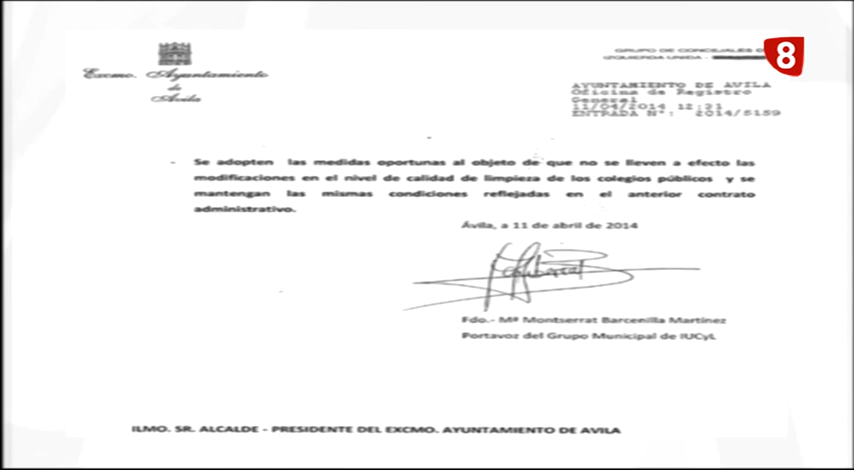 8
Excmo. Ayuntamiento
de
Avila
GRUPO DE CONCEJALES D
IZQUIERDA UNIDA -
AYUNTAMIENTO DE AVILA
Oficina de Registro
General
11/04/2014 12:21
ENTRADA Nº: 2014/5159
- Se adopten las medidas oportunas al objeto de que no se lleven a efecto las
modificaciones en el nivel de calidad de limpieza de los colegios públicos y se
mantengan las mismas condiciones reflejadas en el anterior contrato
administrativo.
Ávila, a 11 de abril de 2014
Fdo.- Mª Montserrat Barcenilla Martínez
Portavoz del Grupo Municipal de IUCyL
ILMO. SR. ALCALDE - PRESIDENTE DEL EXCMO. AYUNTAMIENTO DE AVILA